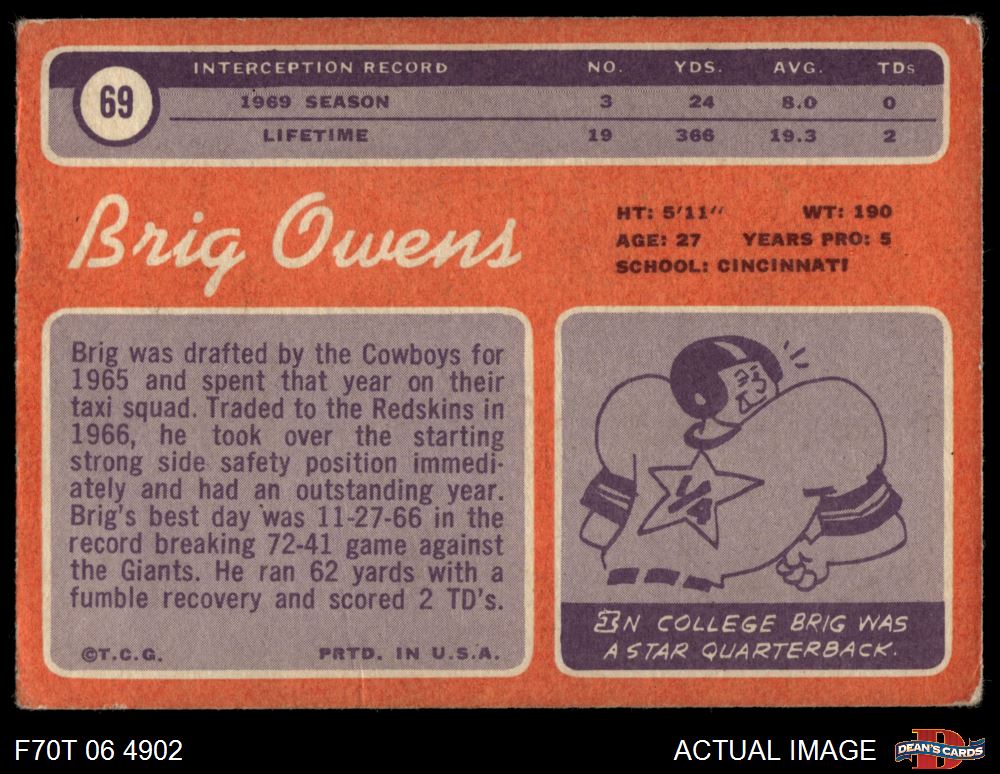 INTERCEPTION RECORD NO. YDS. AVG. TDs
69
1969 SEASON 3 24 8.0 0
LIFETIME 19 366 19.3 2
Brig Owens
HT: 5'11" WT: 190
AGE: 27 YEARS PRO: 5
SCHOOL: CINCINNATI
Brig was drafted by the Cowboys for
1965 and spent that year on their
taxi squad. Traded to the Redskins in
1966, he took over the starting
strong side safety position immedi-
ately and had an outstanding year.
Brig's best day was 11-27-66 in the
record breaking 72-41 game against
the Giants. He ran 62 yards with a
fumble recovery and scored 2 TD's.
©T.C.G. PRTD. IN U.S.A.
1/4
IN COLLEGE BRIG WAS
A STAR QUARTERBACK.
F70T 06 4902
ACTUAL IMAGE
D
DEAN'S CARDS